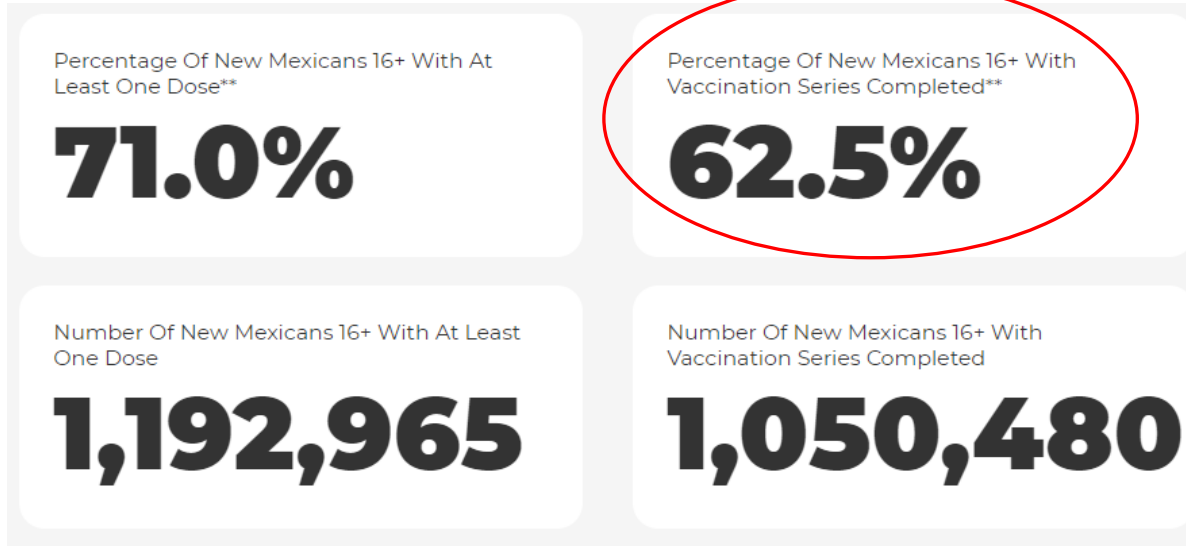 Percentage Of New Mexicans 16+ With At
Least One Dose**
71.0%
Percentage Of New Mexicans 16+ With
Vaccination Series Completed**
62.5%
Number Of New Mexicans 16+ With At Least
One Dose
1,192,965
Number Of New Mexicans 16+ With
Vaccination Series Completed
1,050,480